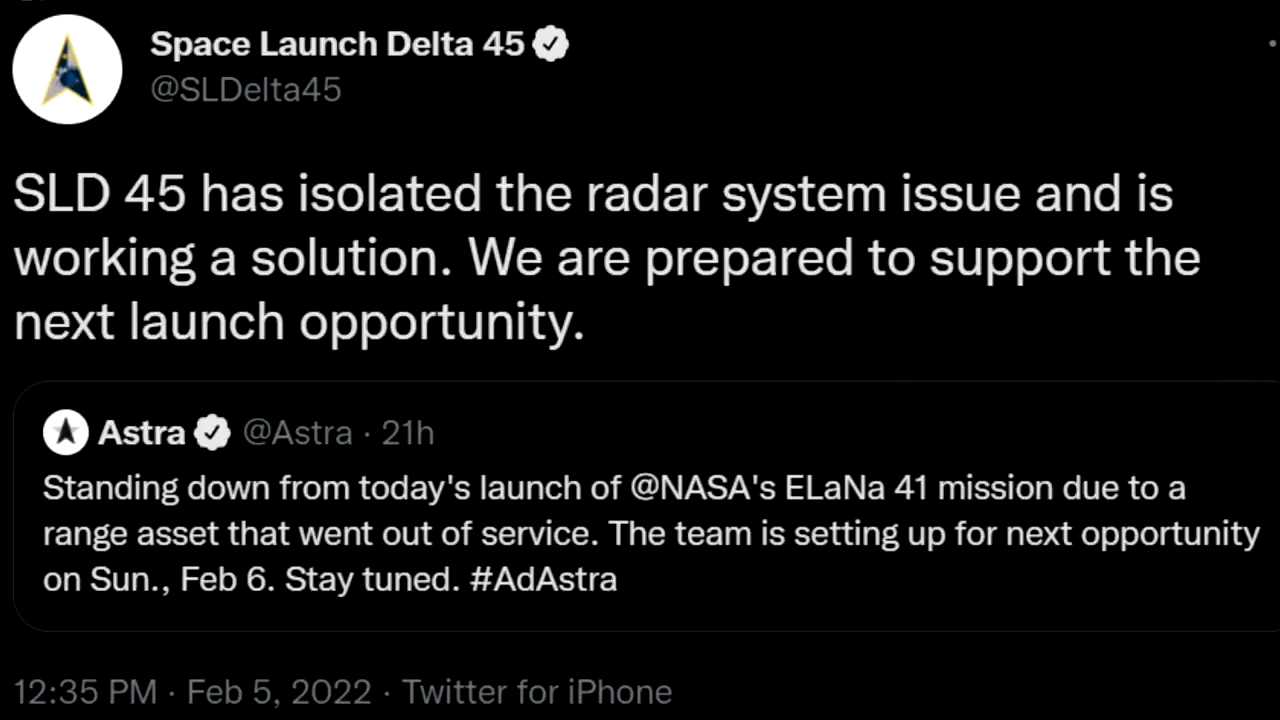 Space Launch Delta 45
@SLDelta45
SLD 45 has isolated the radar system issue and is
working a solution. We are prepared to support the
next launch opportunity.
Astra @Astra · 21h
Standing down from today's launch of @NASA's ELaNa 41 mission due to a
range asset that went out of service. The team is setting up for next opportunity
on Sun., Feb 6. Stay tuned. #AdAstra
12:35 PM · Feb 5, 2022 · Twitter for iPhone